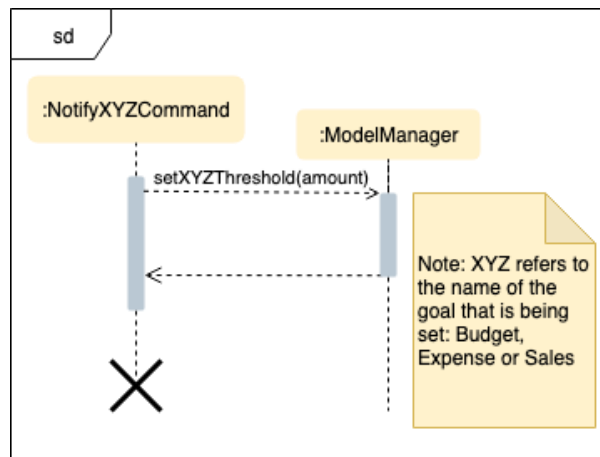 sd
:NotifyXYZCommand
:ModelManager
setXYZThreshold(amount)
Note: XYZ refers to
the name of the
goal that is being
set: Budget,
Expense or Sales